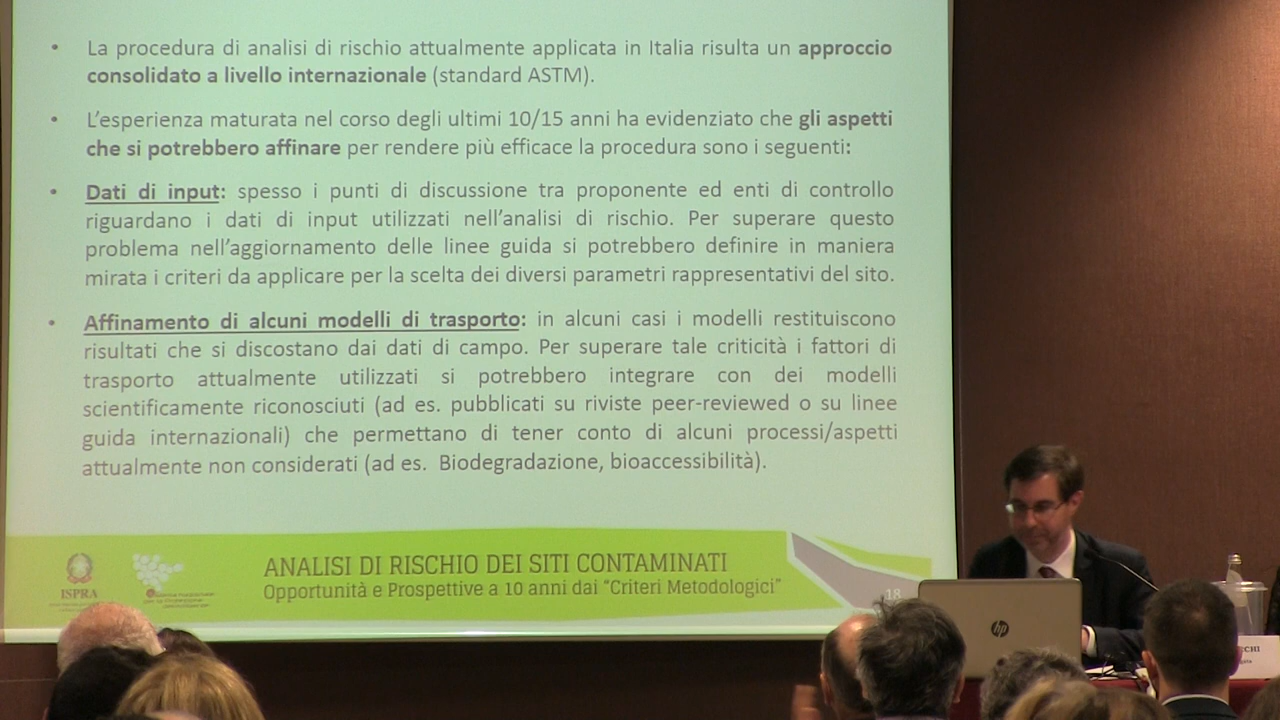 • La procedura di analisi di rischio attualmente applicata in Italia risulta un approccio
consolidato a livello internazionale (standard ASTM).
• L'esperienza maturata nel corso degli ultimi 10/15 anni ha evidenziato che gli aspetti
che si potrebbero affinare per rendere più efficace la procedura sono i seguenti:
• Dati di input: spesso i punti di discussione tra proponente ed enti di controllo
riguardano i dati di input utilizzati nell'analisi di rischio. Per superare questo
problema nell'aggiornamento delle linee guida si potrebbero definire in maniera
mirata i criteri da applicare per la scelta dei diversi parametri rappresentativi del sito.
• Affinamento di alcuni modelli di trasporto: in alcuni casi i modelli restituiscono
risultati che si discostano dai dati di campo. Per superare tale criticità i fattori di
trasporto attualmente utilizzati si potrebbero integrare con dei modelli
scientificamente riconosciuti (ad es. pubblicati su riviste peer-reviewed o su linee
guida internazionali) che permettano di tener conto di alcuni processi/aspetti
attualmente non considerati (ad es. Biodegradazione, bioaccessibilità).
ISPRA
ANALISI DI RISCHIO DEI SITI CONTAMINATI
Opportunità e Prospettive a 10 anni dai "Criteri Metodologici"
18
hp
CHI